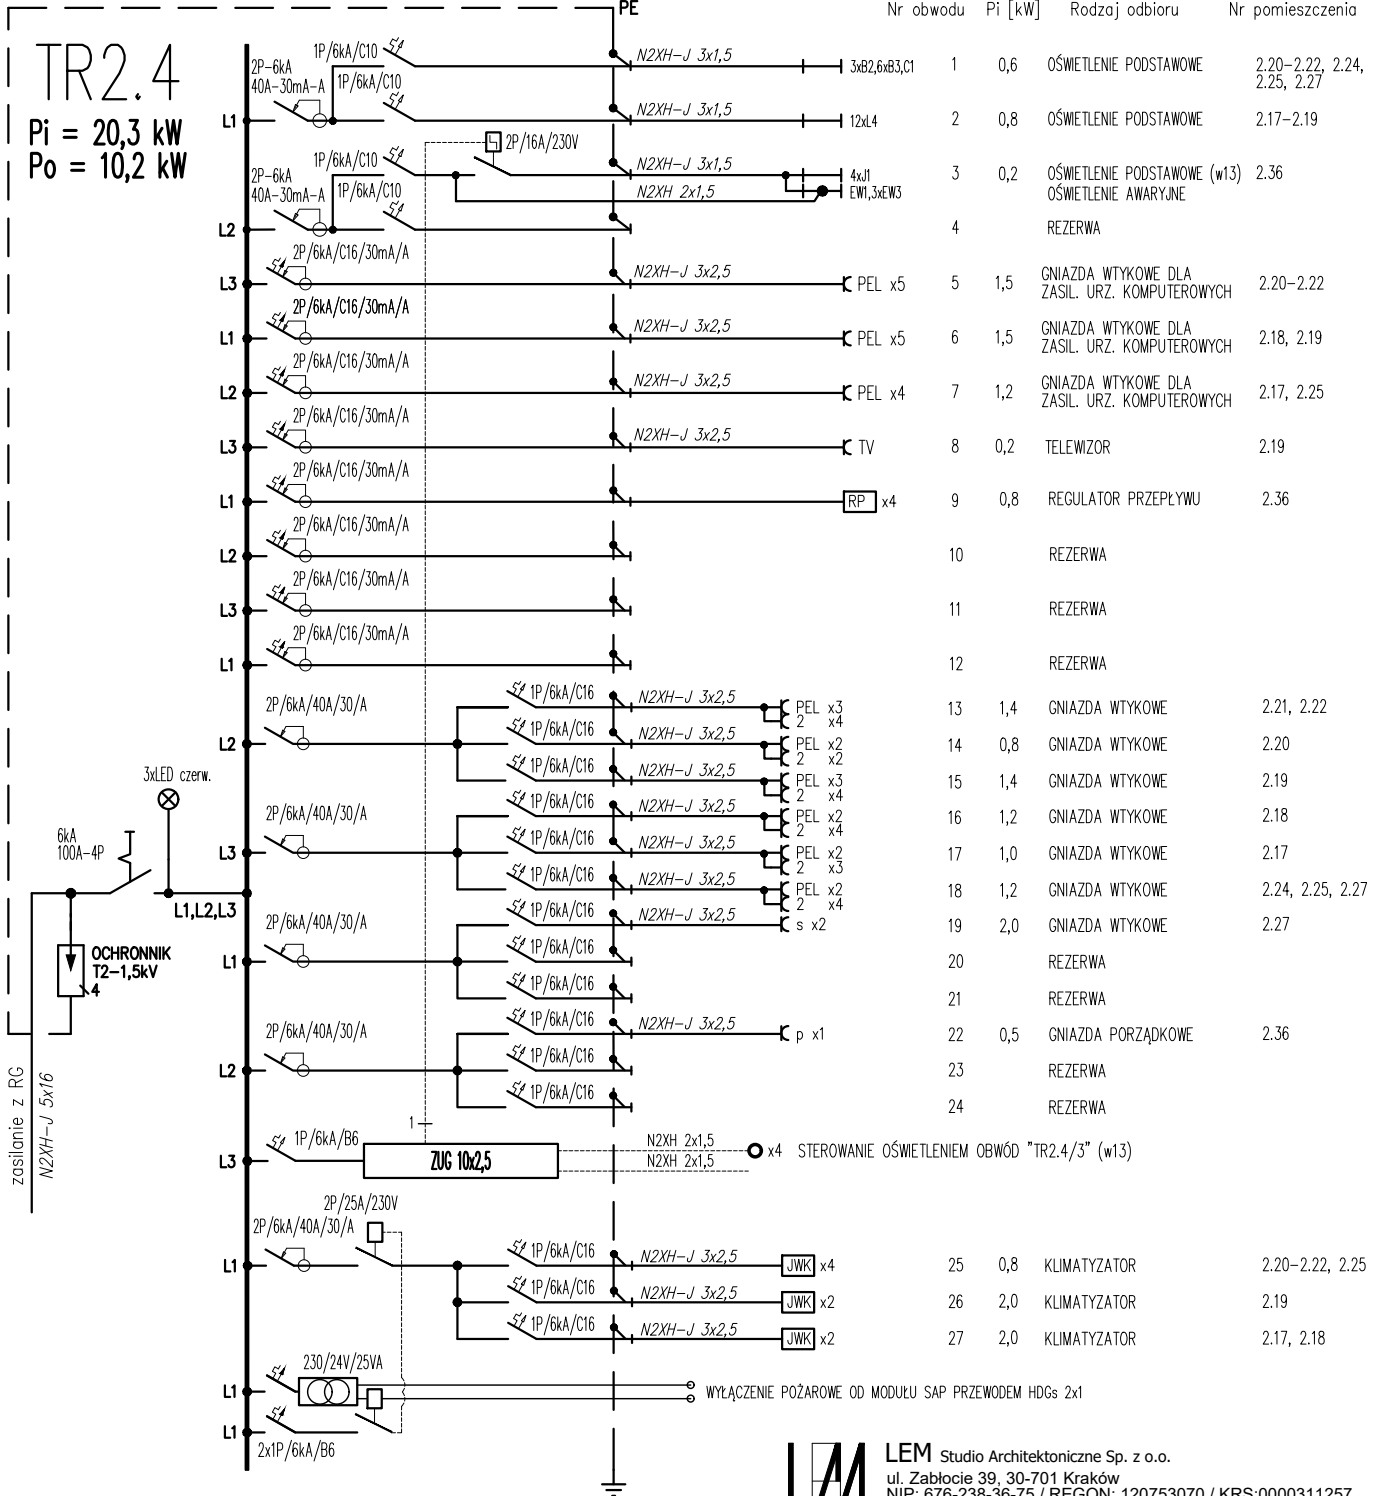 PE
Nr obwodu Pi [kW] Rodzaj odbioru Nr pomieszczenia
TR2.4
Pi = 20,3 kW
Po = 10,2 kW
2P-6kA
40A-30mA-A
1P/6kA/C10
N2XH-J 3x1,5
3xB2,6xB3,C1 1 0,6 OŚWIETLENIE PODSTAWOWE 2.20-2.22, 2.24,
2.25, 2.27
1P/6kA/C10
L1 N2XH-J 3x1,5 12xL4 2 0,8 OŚWIETLENIE PODSTAWOWE 2.17-2.19
2P/16A/230V
2P-6kA
40A-30mA-A
1P/6kA/C10
N2XH-J 3x1,5 4xJ1 3 0,2 OŚWIETLENIE PODSTAWOWE (w13) 2.36
1P/6kA/C10
N2XH 2x1,5 EW1,3xEW3 OŚWIETLENIE AWARYJNE
L2 4 REZERWA
2P/6kA/C16/30mA/A
L3 N2XH-J 3x2,5 PEL x5 5 1,5 GNIAZDA WTYKOWE DLA
ZASIL. URZ. KOMPUTEROWYCH 2.20-2.22
2P/6kA/C16/30mA/A
L1 N2XH-J 3x2,5 PEL x5 6 1,5 GNIAZDA WTYKOWE DLA
ZASIL. URZ. KOMPUTEROWYCH 2.18, 2.19
2P/6kA/C16/30mA/A
L2 N2XH-J 3x2,5 PEL x4 7 1,2 GNIAZDA WTYKOWE DLA
ZASIL. URZ. KOMPUTEROWYCH 2.17, 2.25
2P/6kA/C16/30mA/A
L3 N2XH-J 3x2,5 TV 8 0,2 TELEWIZOR 2.19
2P/6kA/C16/30mA/A
L1 RP x4 9 0,8 REGULATOR PRZEPŁYWU 2.36
2P/6kA/C16/30mA/A
L2 10 REZERWA
2P/6kA/C16/30mA/A
L3 11 REZERWA
2P/6kA/C16/30mA/A
L1 12 REZERWA
2P/6kA/40A/30/A
L2
1P/6kA/C16 N2XH-J 3x2,5 PEL x3 13 1,4 GNIAZDA WTYKOWE 2.21, 2.22
2 x4
1P/6kA/C16 N2XH-J 3x2,5 PEL x2 14 0,8 GNIAZDA WTYKOWE 2.20
2 x2
1P/6kA/C16 N2XH-J 3x2,5 PEL x3 15 1,4 GNIAZDA WTYKOWE 2.19
2 x4
3xLED czerw.
6kA
100A-4P
L1,L2,L3
OCHRONNIK
T2-1,5kV
4
zasilanie z RG
N2XH-J 5x16
2P/6kA/40A/30/A
L3
1P/6kA/C16 N2XH-J 3x2,5 PEL x2 16 1,2 GNIAZDA WTYKOWE 2.18
2 x4
1P/6kA/C16 N2XH-J 3x2,5 PEL x2 17 1,0 GNIAZDA WTYKOWE 2.17
2 x3
1P/6kA/C16 N2XH-J 3x2,5 PEL x2 18 1,2 GNIAZDA WTYKOWE 2.24, 2.25, 2.27
2 x4
2P/6kA/40A/30/A
L1
1P/6kA/C16 N2XH-J 3x2,5 s x2 19 2,0 GNIAZDA WTYKOWE 2.27
1P/6kA/C16 20 REZERWA
1P/6kA/C16 21 REZERWA
2P/6kA/40A/30/A
L2
1P/6kA/C16 N2XH-J 3x2,5 p x1 22 0,5 GNIAZDA PORZĄDKOWE 2.36
1P/6kA/C16 23 REZERWA
1P/6kA/C16 24 REZERWA
1
L3 1P/6kA/B6 ZUG 10x2,5 N2XH 2x1,5
N2XH 2x1,5
x4 STEROWANIE OŚWIETLENIEM OBWÓD "TR2.4/3" (w13)
2P/25A/230V
2P/6kA/40A/30/A
L1
1P/6kA/C16 N2XH-J 3x2,5 JWK x4 25 0,8 KLIMATYZATOR 2.20-2.22, 2.25
1P/6kA/C16 N2XH-J 3x2,5 JWK x2 26 2,0 KLIMATYZATOR 2.19
1P/6kA/C16 N2XH-J 3x2,5 JWK x2 27 2,0 KLIMATYZATOR 2.17, 2.18
230/24V/25VA
L1 WYŁĄCZENIE POŻAROWE OD MODUŁU SAP PRZEWODEM HDGs 2x1
L1
2x1P/6kA/B6
LEM Studio Architektoniczne Sp. z o.o.
ul. Zabłocie 39, 30-701 Kraków
NIP: 676-238-36-75 / REGON: 120753070 / KRS:0000311257